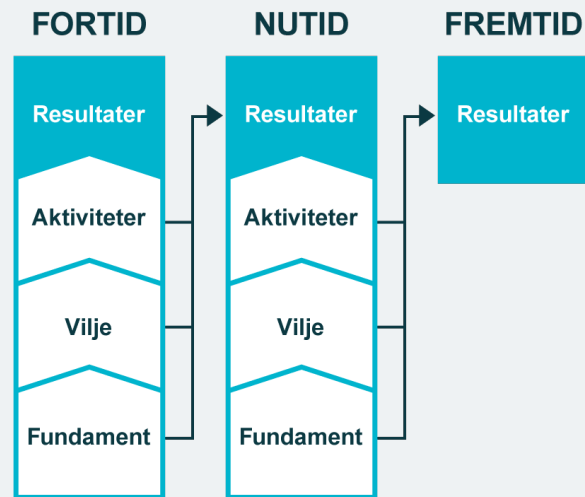 FORTID
NUTID
FREMTID
Resultater
Resultater
Resultater
Aktiviteter
Aktiviteter
Vilje
Vilje
Fundament
Fundament